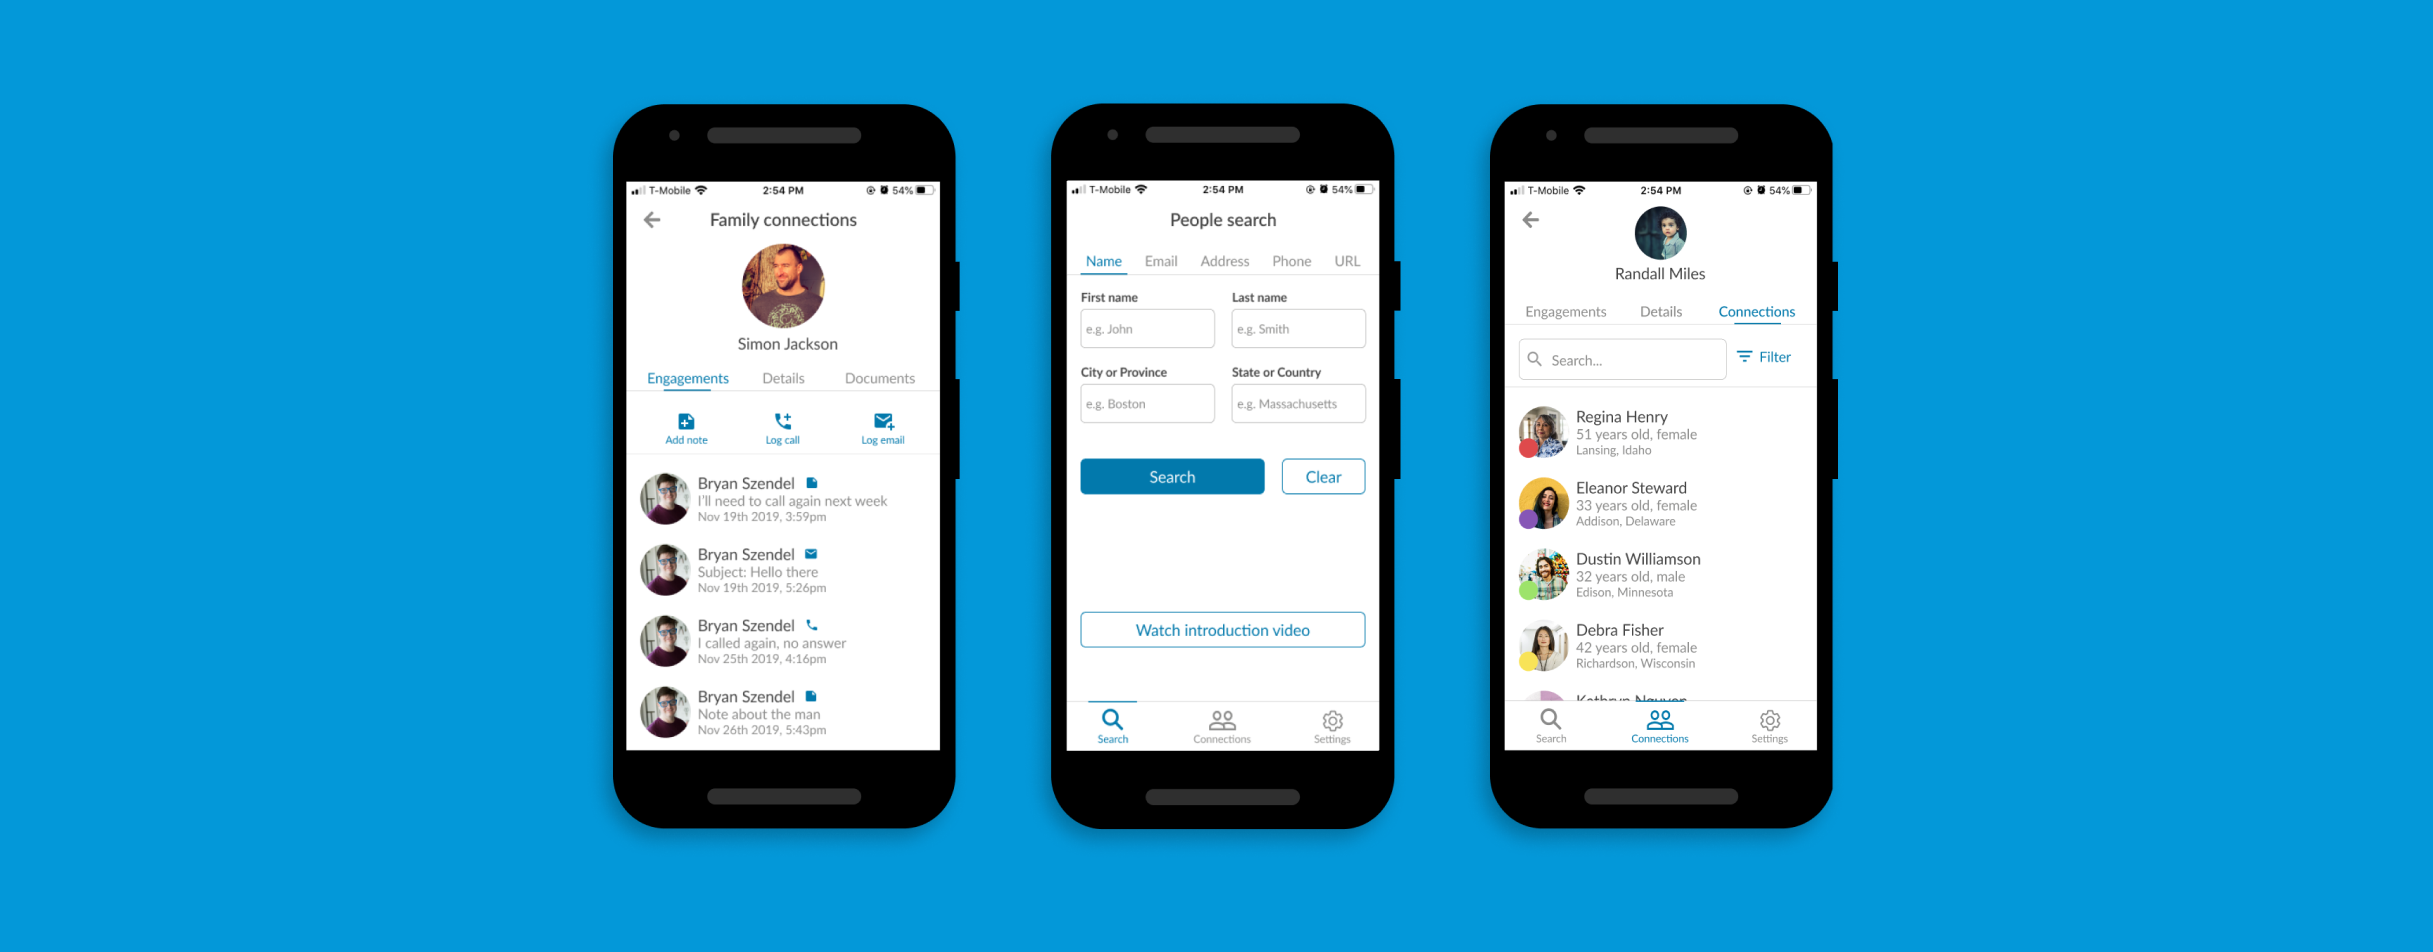 T-Mobile 2:54 PM 54%
Family connections
Simon Jackson
Engagements Details Documents
Add note Log call Log email
Bryan Szendel
I'll need to call again next week
Nov 19th 2019, 3:59pm
Bryan Szendel
Subject: Hello there
Nov 19th 2019, 5:26pm
Bryan Szendel
I called again, no answer
Nov 25th 2019, 4:16pm
Bryan Szendel
Note about the man
Nov 26th 2019, 5:43pm
T-Mobile 2:54 PM 54%
People search
Name Email Address Phone URL
First name Last name
e.g. John e.g. Smith
City or Province State or Country
e.g. Boston e.g. Massachusetts
Search Clear
Watch introduction video
Search Connections Settings
T-Mobile 2:54 PM 54%
Randall Miles
Engagements Details Connections
Search... Filter
Regina Henry
51 years old, female
Lansing, Idaho
Eleanor Steward
33 years old, female
Addison, Delaware
Dustin Williamson
32 years old, male
Edison, Minnesota
Debra Fisher
42 years old, female
Richardson, Wisconsin
Kathryn Nguyen
Search Connections Settings